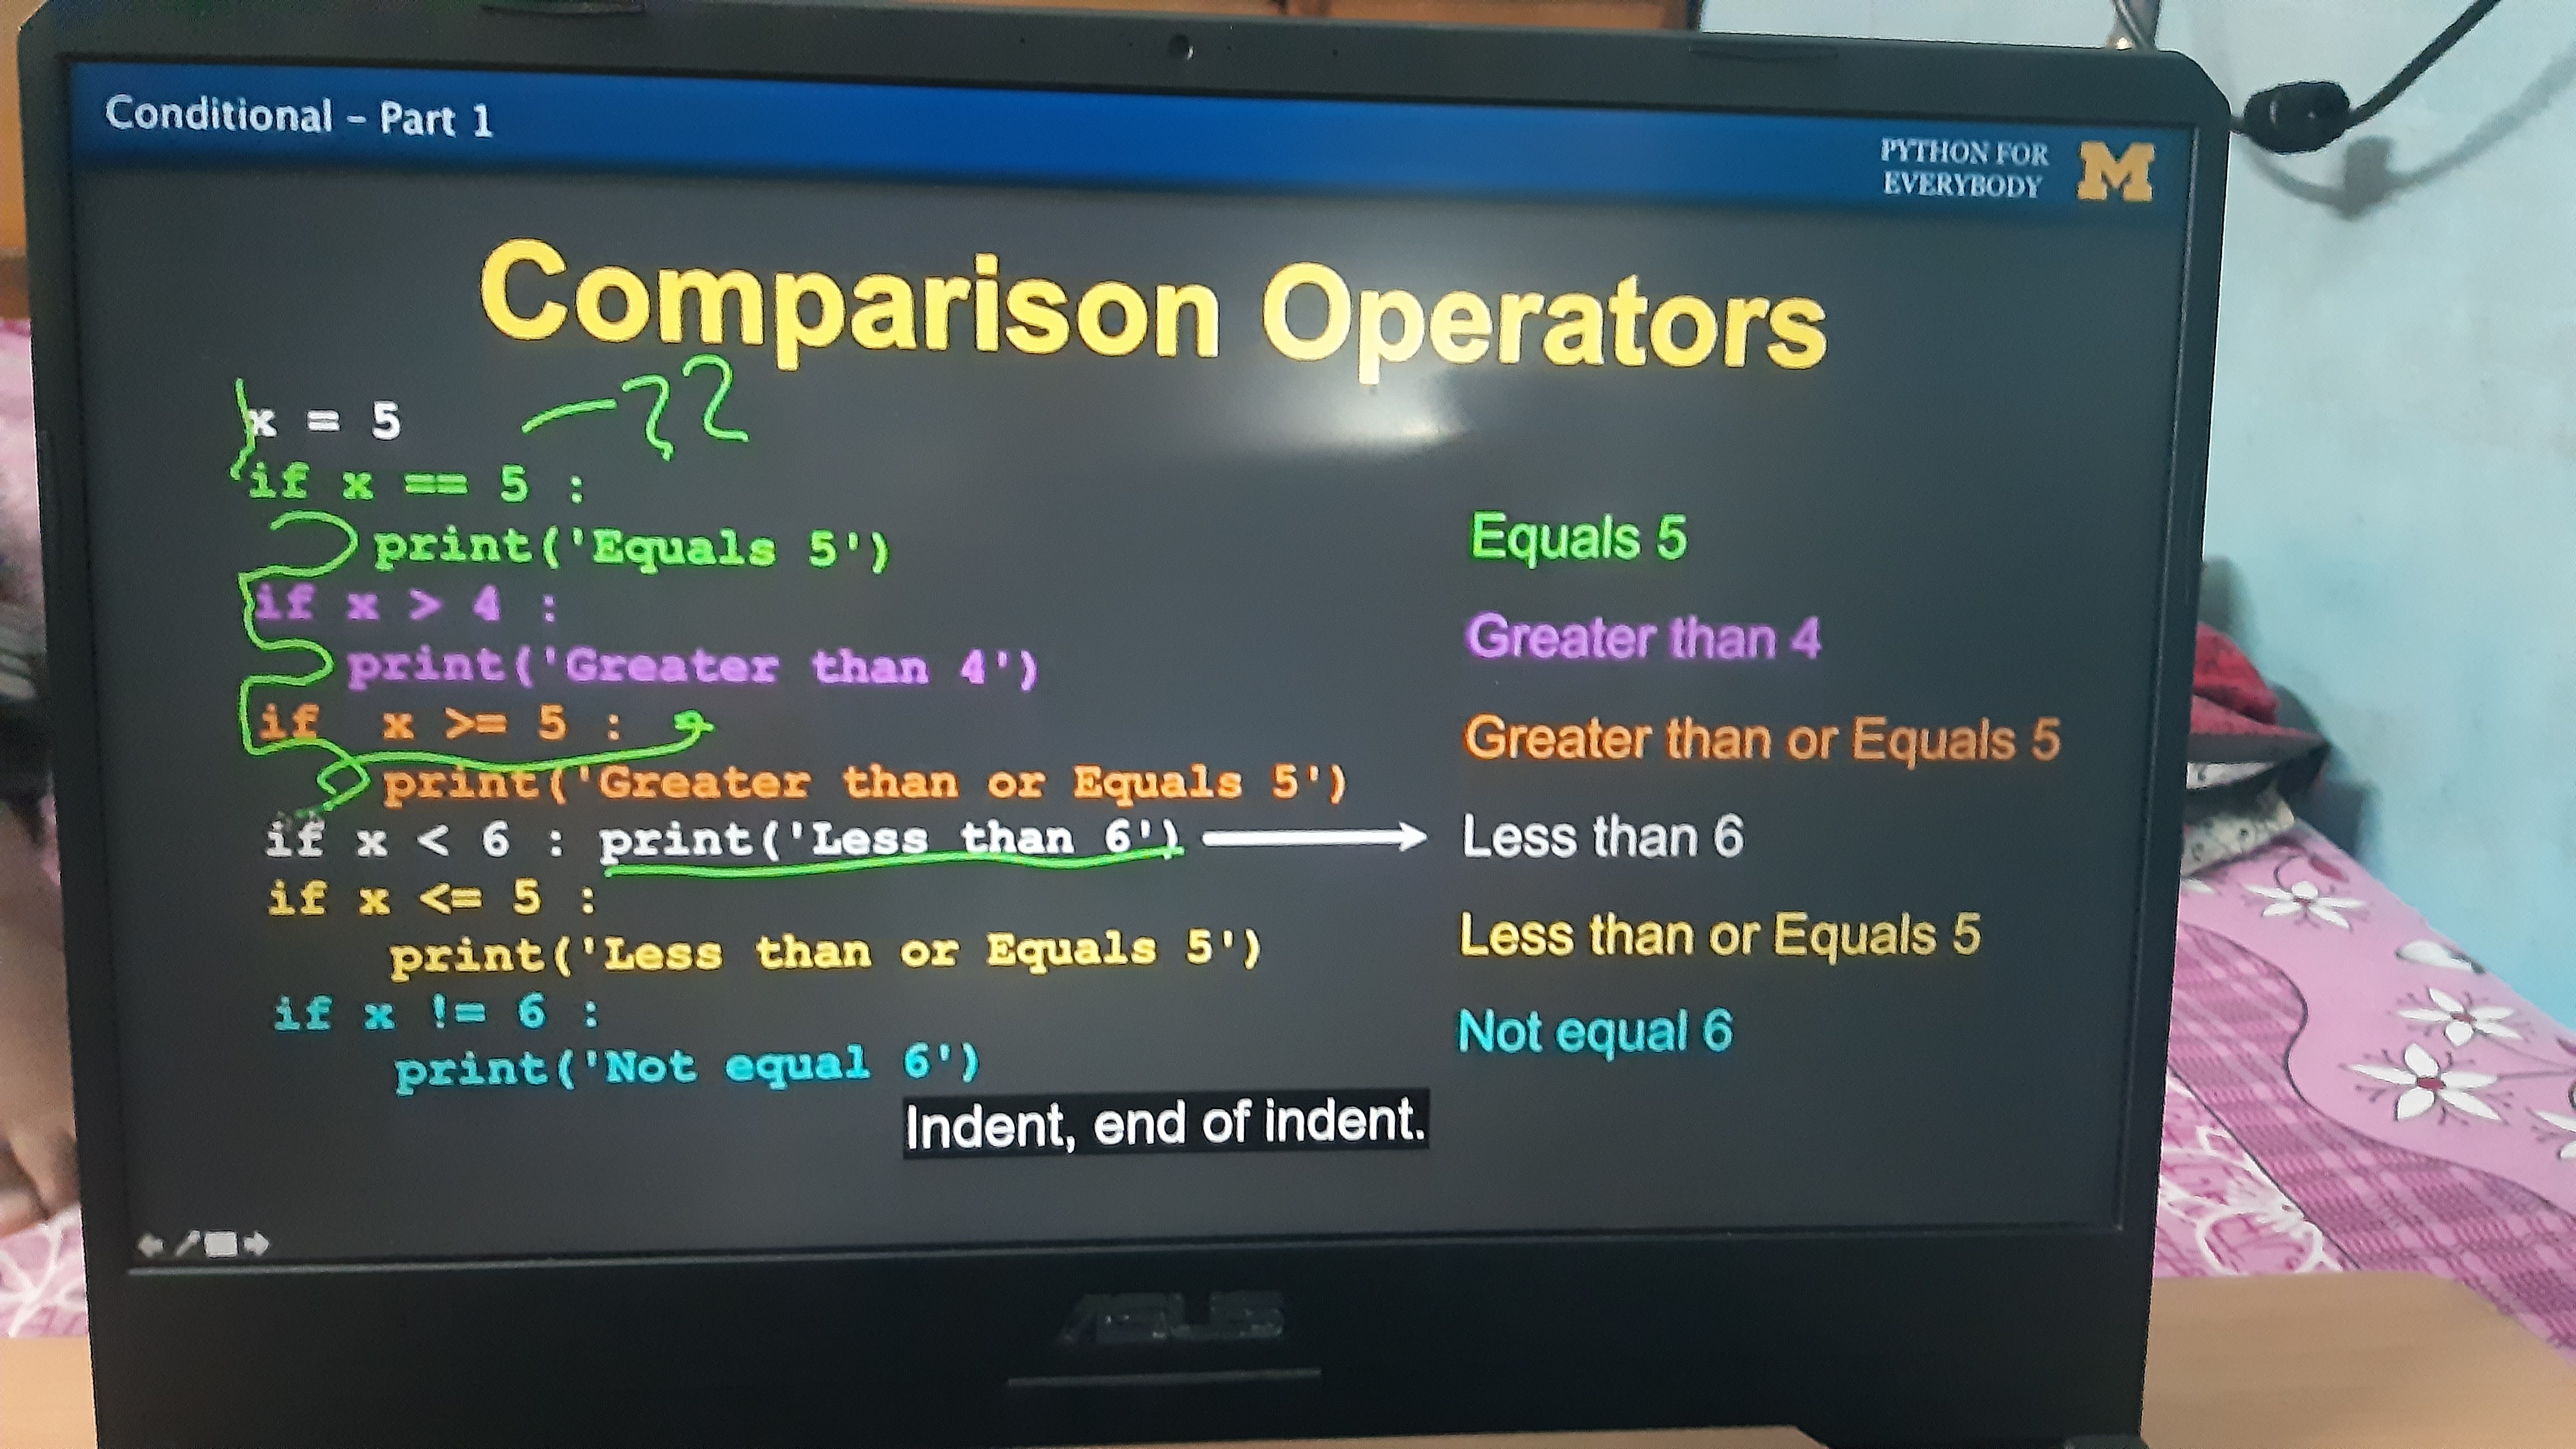 Conditional – Part 1
PYTHON FOR
EVERYBODY
M
Comparison Operators
x = 5
if x == 5 :
print('Equals 5')
if x > 4 :
print('Greater than 4')
if x >= 5 :
print('Greater than or Equals 5')
if x < 6 : print('Less than 6')
if x <= 5 :
print('Less than or Equals 5')
if x != 6 :
print('Not equal 6')
Equals 5
Greater than 4
Greater than or Equals 5
Less than 6
Less than or Equals 5
Not equal 6
Indent, end of indent.
ASUS